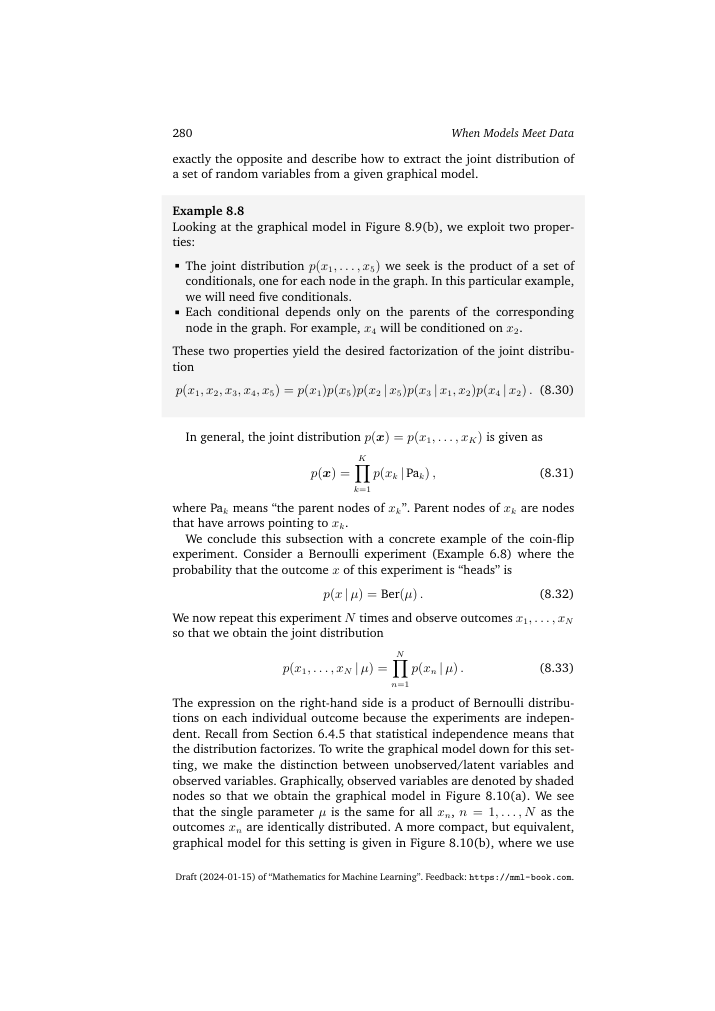 280 When Models Meet Data
exactly the opposite and describe how to extract the joint distribution of
a set of random variables from a given graphical model.
Example 8.8
Looking at the graphical model in Figure 8.9(b), we exploit two proper-
ties:
▪ The joint distribution p(x₁, . . . , x₅) we seek is the product of a set of
conditionals, one for each node in the graph. In this particular example,
we will need five conditionals.
▪ Each conditional depends only on the parents of the corresponding
node in the graph. For example, x₄ will be conditioned on x₂.
These two properties yield the desired factorization of the joint distribu-
tion
p(x₁, x₂, x₃, x₄, x₅) = p(x₁)p(x₅)p(x₂ | x₅)p(x₃ | x₁, x₂)p(x₄ | x₂) . (8.30)
In general, the joint distribution p(𝒙) = p(x₁, . . . , x_K) is given as
p(𝒙) = ∏_{k=1}^{K} p(x_k | Pa_k) , (8.31)
where Pa_k means “the parent nodes of x_k”. Parent nodes of x_k are nodes
that have arrows pointing to x_k.
We conclude this subsection with a concrete example of the coin-flip
experiment. Consider a Bernoulli experiment (Example 6.8) where the
probability that the outcome x of this experiment is “heads” is
p(x | μ) = Ber(μ) . (8.32)
We now repeat this experiment N times and observe outcomes x₁, . . . , x_N
so that we obtain the joint distribution
p(x₁, . . . , x_N | μ) = ∏_{n=1}^{N} p(x_n | μ) . (8.33)
The expression on the right-hand side is a product of Bernoulli distribu-
tions on each individual outcome because the experiments are indepen-
dent. Recall from Section 6.4.5 that statistical independence means that
the distribution factorizes. To write the graphical model down for this set-
ting, we make the distinction between unobserved/latent variables and
observed variables. Graphically, observed variables are denoted by shaded
nodes so that we obtain the graphical model in Figure 8.10(a). We see
that the single parameter μ is the same for all x_n, n = 1, . . . , N as the
outcomes x_n are identically distributed. A more compact, but equivalent,
graphical model for this setting is given in Figure 8.10(b), where we use
Draft (2024-01-15) of “Mathematics for Machine Learning”. Feedback: https://mml-book.com.